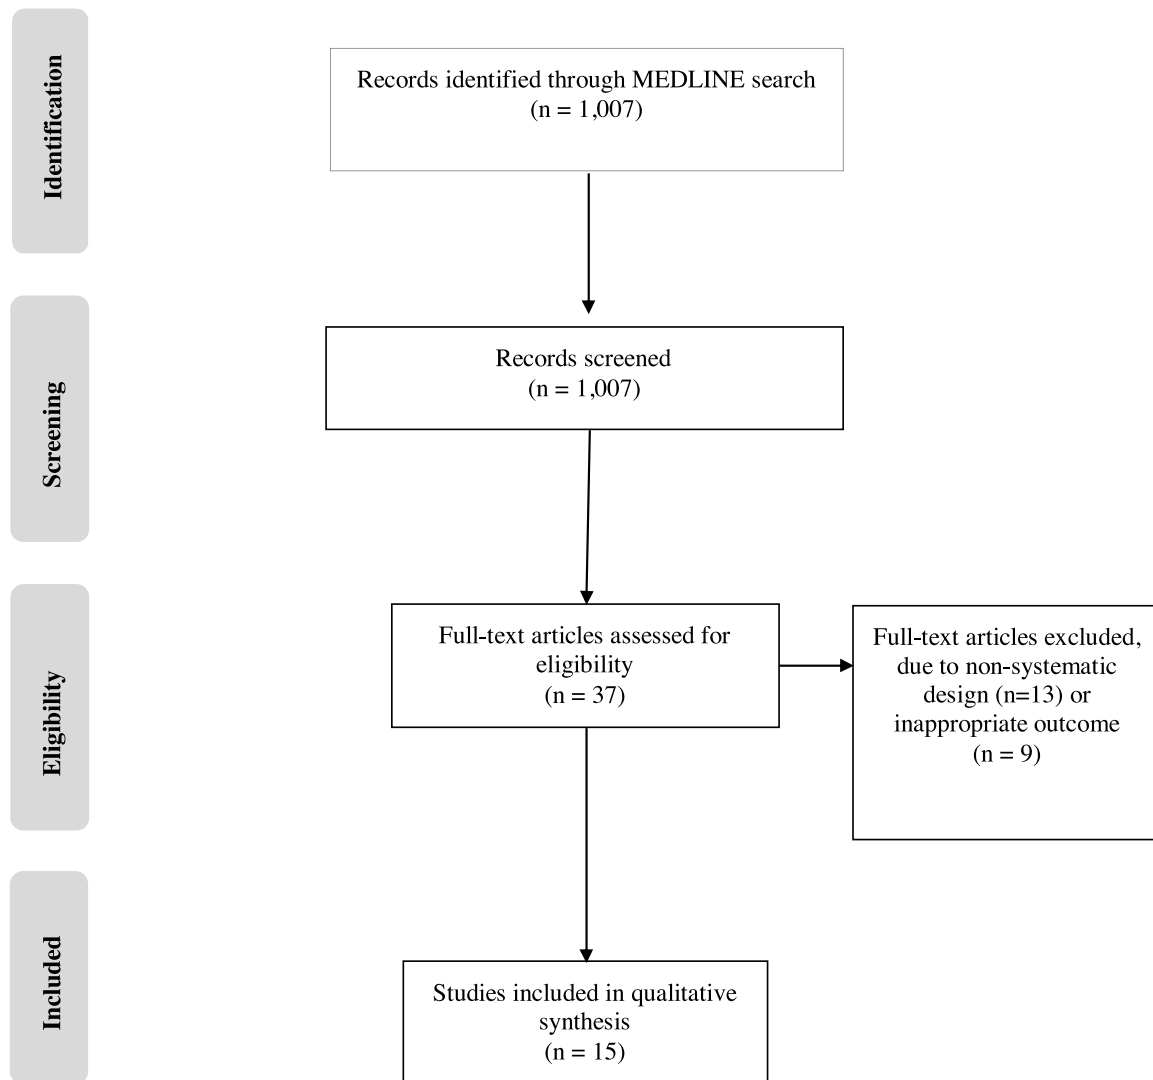 Identification
Records identified through MEDLINE search
(n = 1,007)
Screening
Records screened
(n = 1,007)
Eligibility
Full-text articles assessed for
eligibility
(n = 37)
Full-text articles excluded,
due to non-systematic
design (n=13) or
inappropriate outcome
(n = 9)
Included
Studies included in qualitative
synthesis
(n = 15)